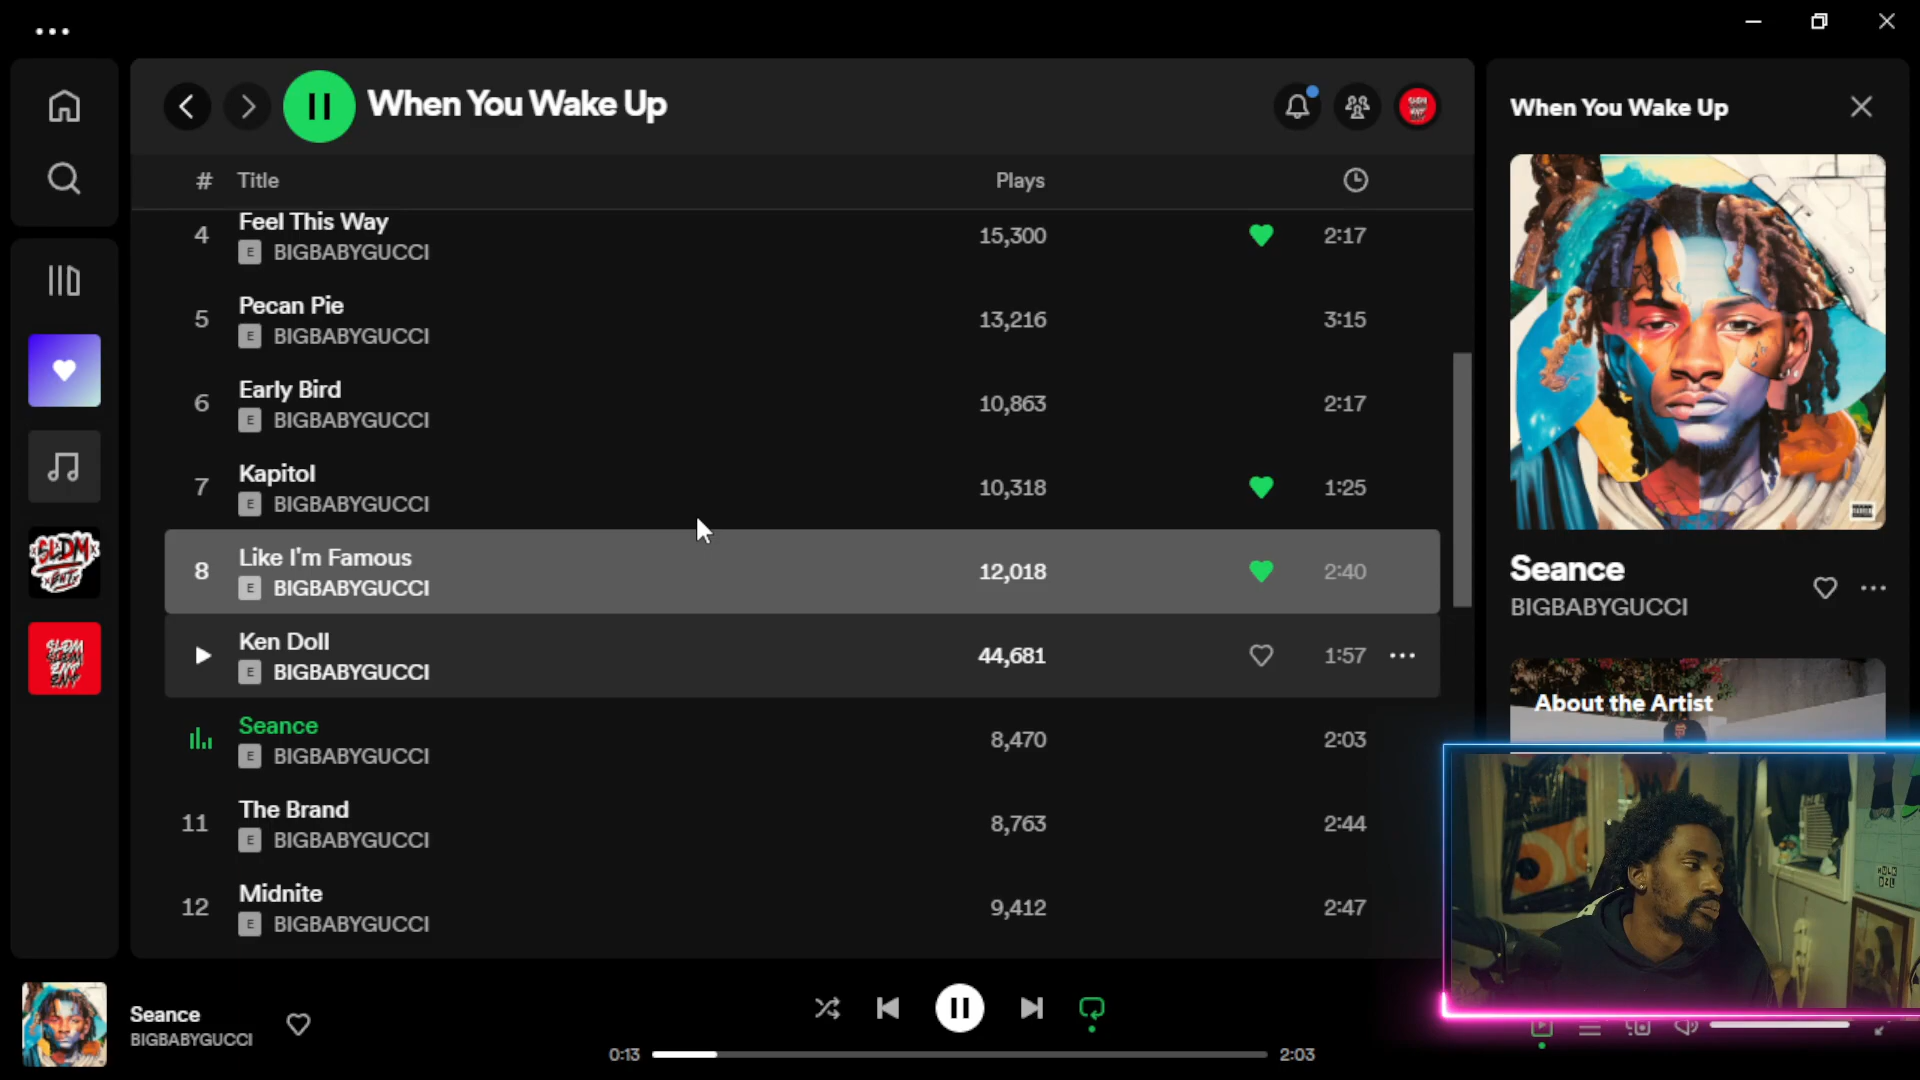 When You Wake Up
# Title Plays
4 Feel This Way 15,300 2:17
E BIGBABYGUCCI
5 Pecan Pie 13,216 3:15
E BIGBABYGUCCI
6 Early Bird 10,863 2:17
E BIGBABYGUCCI
7 Kapitol 10,318 1:25
E BIGBABYGUCCI
8 Like I'm Famous 12,018 2:40
E BIGBABYGUCCI
Ken Doll 44,681 1:57
E BIGBABYGUCCI
Seance 8,470 2:03
E BIGBABYGUCCI
11 The Brand 8,763 2:44
E BIGBABYGUCCI
12 Midnite 9,412 2:47
E BIGBABYGUCCI
When You Wake Up
Seance
BIGBABYGUCCI
About the Artist
Seance
BIGBABYGUCCI
0:13
2:03